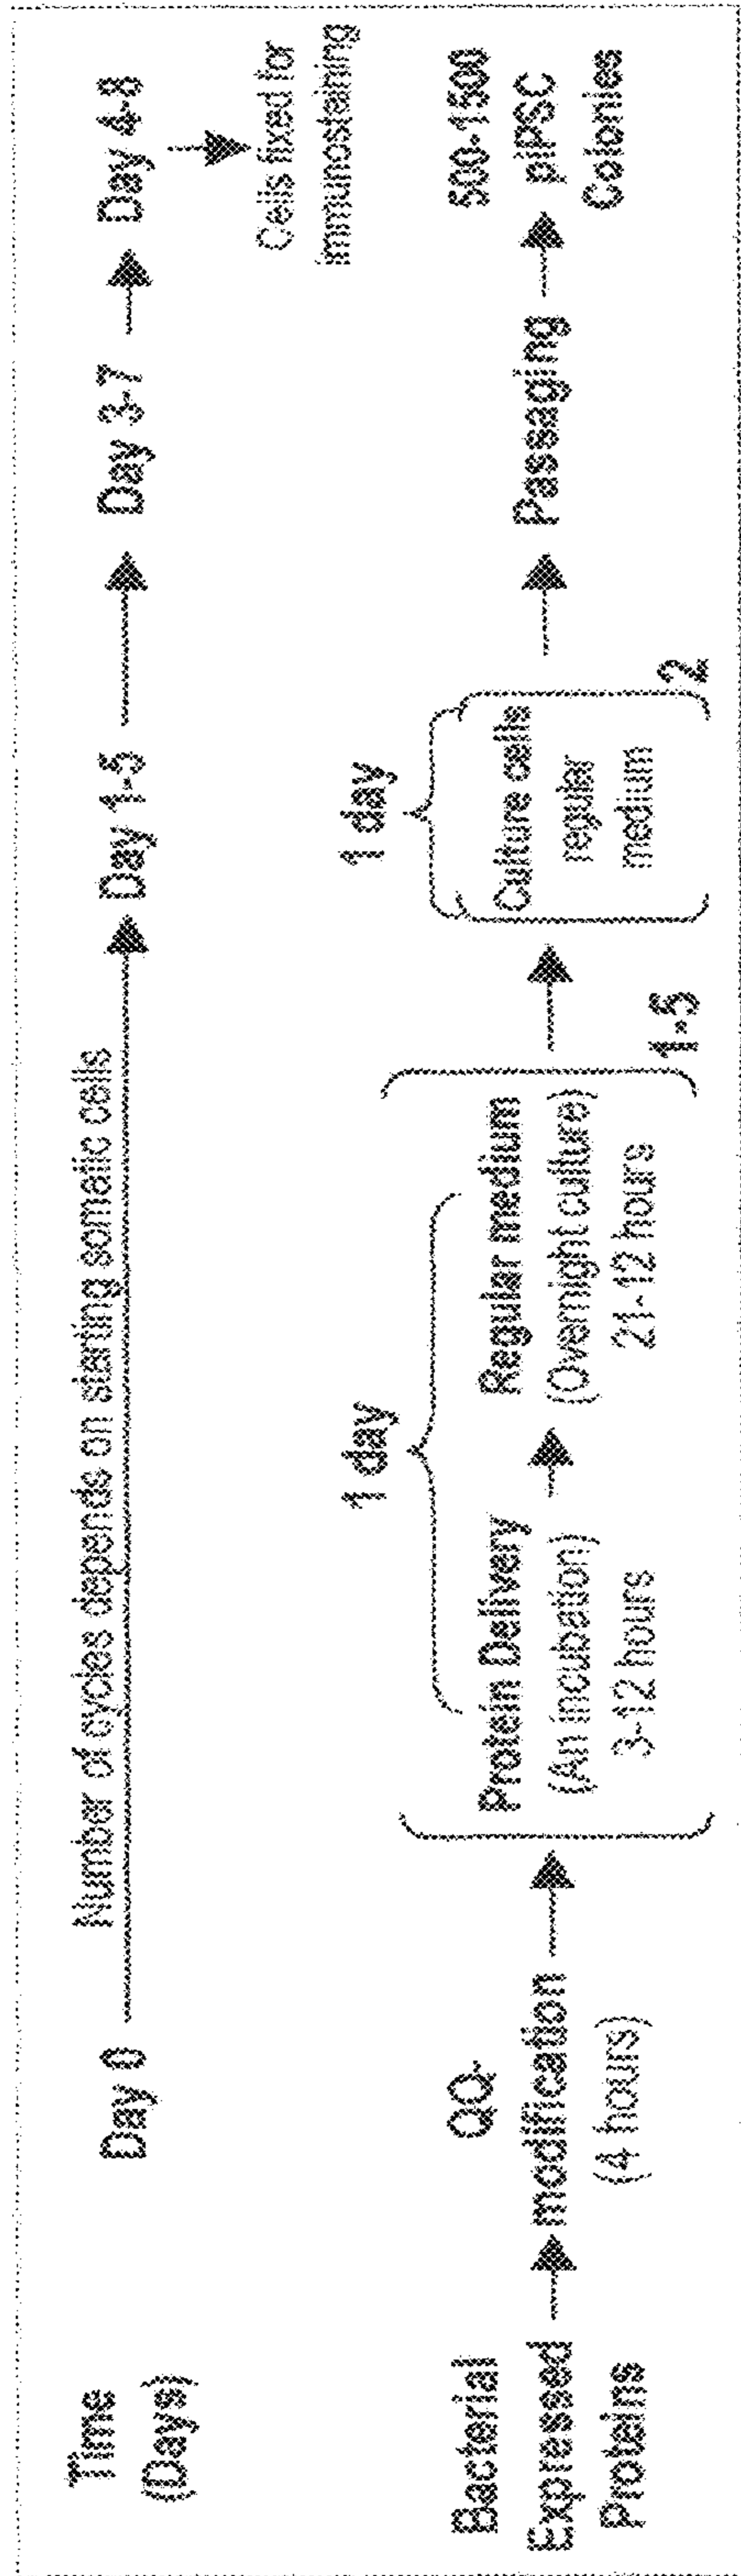 Time
(Days)
Day 0
Number of cycles depends on starting somatic cells
Day 1-5
Day 3-7
Day 4-8
Cells fixed for
immunostaining
Bacterial
Expressed
Proteins
QQ-
modification
(4 hours)
1 day
Protein Delivery
(An incubation)
3-12 hours
Regular medium
(Overnight culture)
21-12 hours
1-5
1 day
Culture cells
regular
medium
2
Passaging
500-1500
piPSC
Colonies